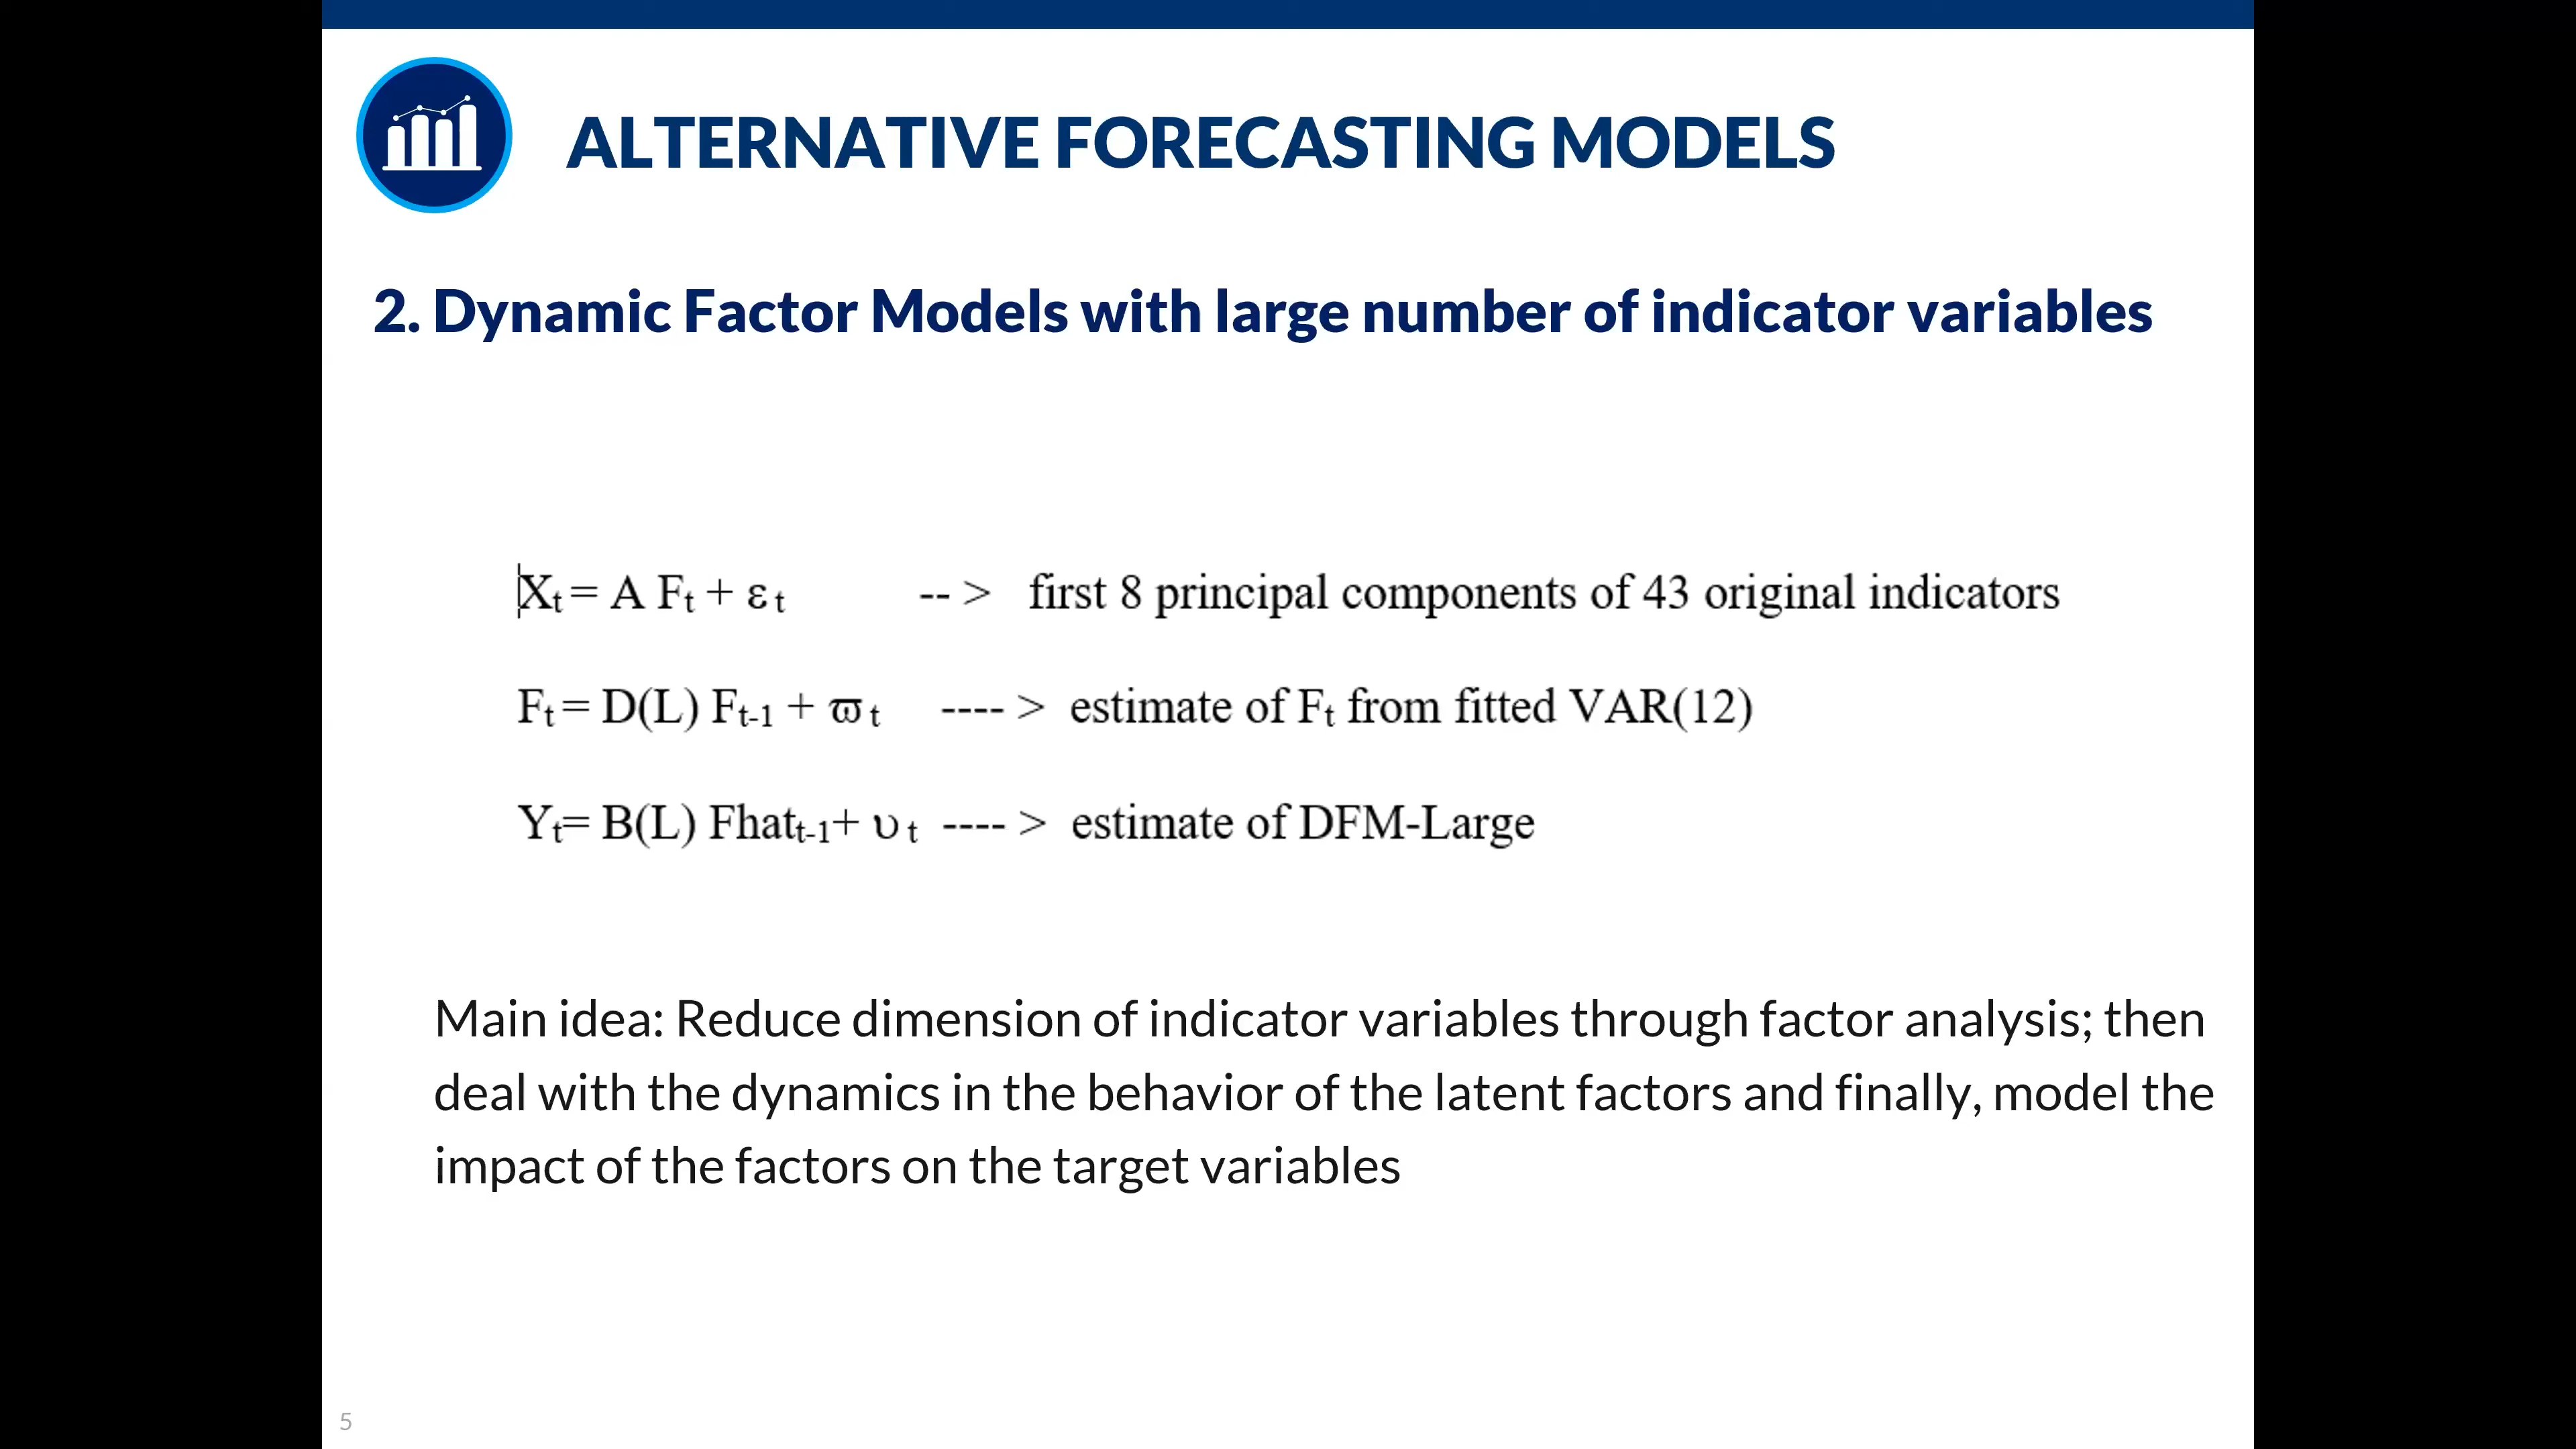 ALTERNATIVE FORECASTING MODELS
2. Dynamic Factor Models with large number of indicator variables
Xt = A Ft + ε t -- > first 8 principal components of 43 original indicators
Ft = D(L) Ft-1 + ϖ t ---- > estimate of Ft from fitted VAR(12)
Yt= B(L) Fhatt-1+ υ t ---- > estimate of DFM-Large
Main idea: Reduce dimension of indicator variables through factor analysis; then
deal with the dynamics in the behavior of the latent factors and finally, model the
impact of the factors on the target variables
5